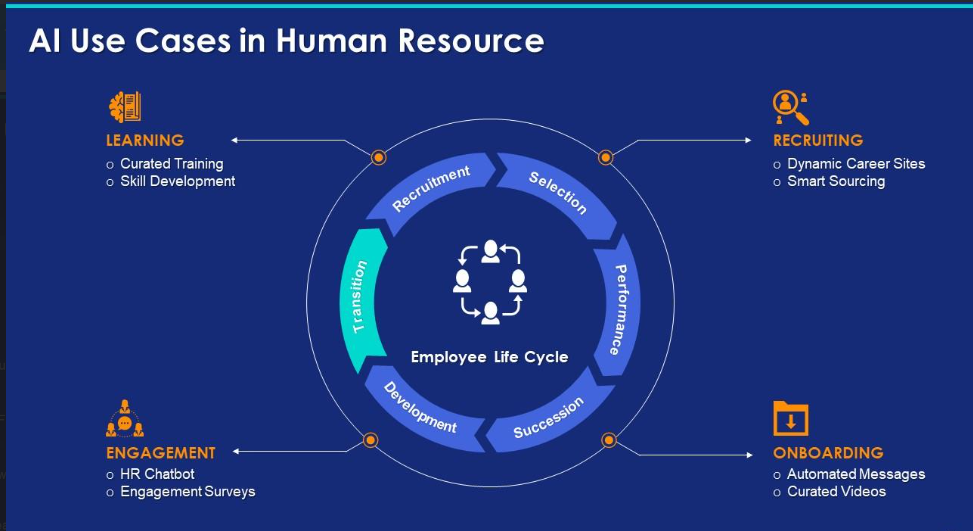 AI Use Cases in Human Resource
LEARNING
o Curated Training
o Skill Development
RECRUITING
o Dynamic Career Sites
o Smart Sourcing
Recruitment
Selection
Performance
Succession
Development
Transition
Employee Life Cycle
ENGAGEMENT
o HR Chatbot
o Engagement Surveys
ONBOARDING
o Automated Messages
o Curated Videos